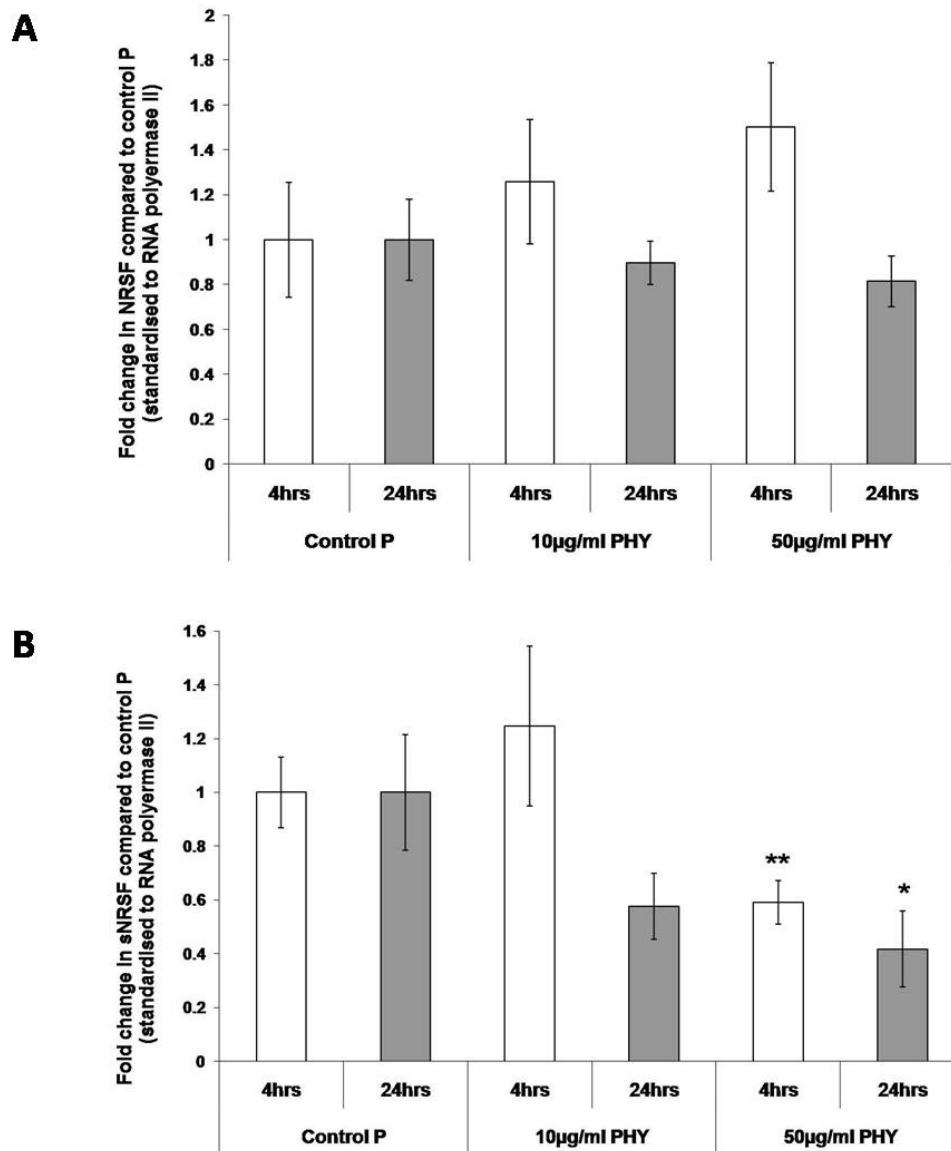 A
Fold change in NRSF compared to control P
(standardised to RNA polyermase II)
2
1.8
1.6
1.4
1.2
1
0.8
0.6
0.4
0.2
0
4hrs 24hrs 4hrs 24hrs 4hrs 24hrs
Control P 10µg/ml PHY 50µg/ml PHY
B
Fold change in sNRSF compared to control P
(standardised to RNA polyermase II)
1.6
1.4
1.2
1
0.8
0.6
0.4
0.2
0
** *
4hrs 24hrs 4hrs 24hrs 4hrs 24hrs
Control P 10µg/ml PHY 50µg/ml PHY